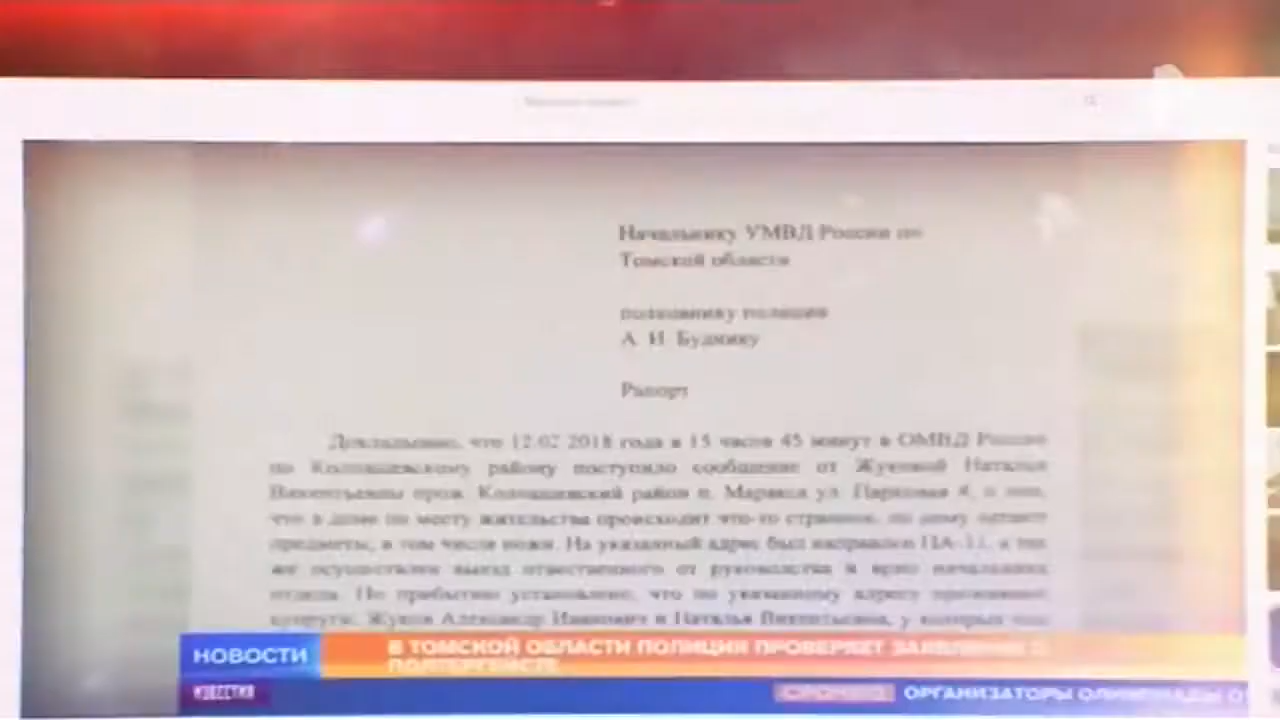 Начальнику УМВД России по
Томской области
полковнику полиции
А. И. Будкику
Рапорт
Докладываю, что 12.02 2018 года в 15 часов 45 минут в ОМВД России
по Колпашевскому району поступило сообщение от Жуковой Наталья
Викентьевны прож. Колпашевский район п. Маракса ул. Парковая 4, о том,
что в доме по месту жительства происходит что-то странное, по дому летают
предметы, в том числе ножи. На указанный адрес был направлен ПА-11, а так
же осуществлен выезд ответственного от руководства и врио начальника
отдела. По прибытию установлено, что по указанному адресу проживают
супруги, Жуков Александр Иванович и Наталья Викентьевна, у которых
НОВОСТИ
В ТОМСКОЙ ОБЛАСТИ ПОЛИЦИЯ ПРОВЕРЯЕТ ЗАЯВЛЕНИЕ О
ПОЛТЕРГЕЙСТЕ
ИЗВЕСТИЯ
СРОЧНО ОРГАНИЗАТОРЫ ОЛИМПИАДЫ